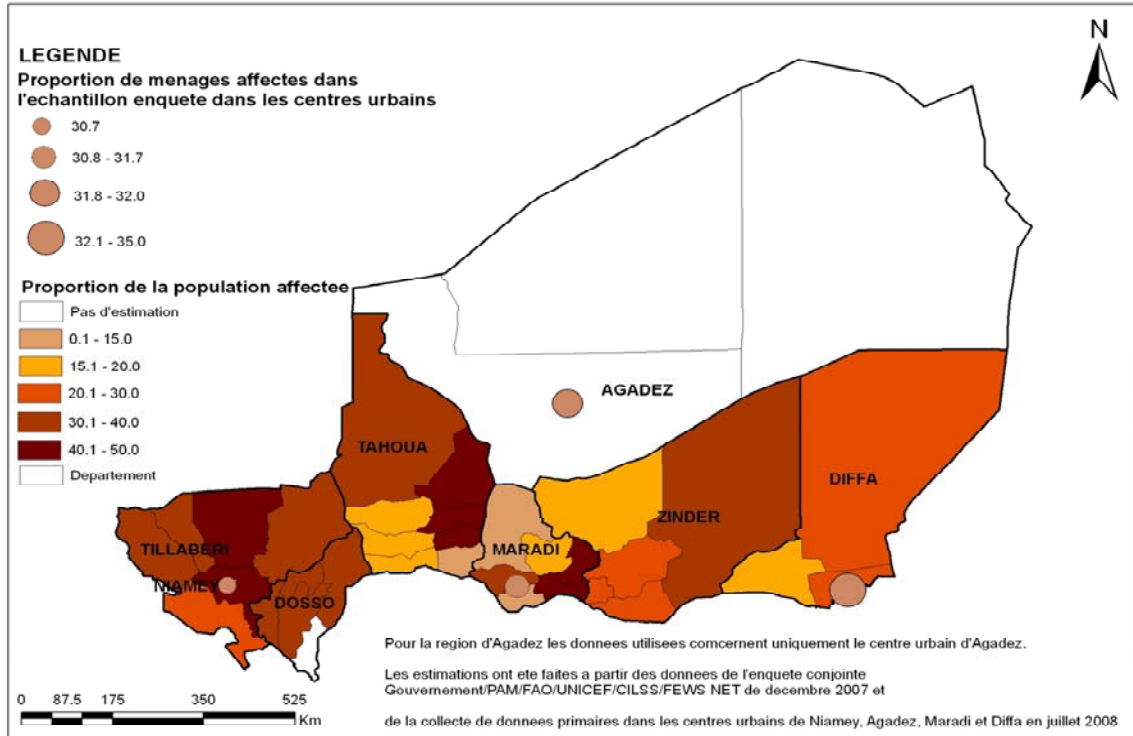 N
LEGENDE
Proportion de menages affectes dans
l'echantillon enquete dans les centres urbains
30.7
30.8 - 31.7
31.8 - 32.0
32.1 - 35.0
Proportion de la population affectee
Pas d'estimation
0.1 - 15.0
15.1 - 20.0
20.1 - 30.0
30.1 - 40.0
40.1 - 50.0
Departement
AGADEZ
TAHOUA
DIFFA
ZINDER
TILLABERI
MARADI
NIAMEY
DOSSO
Pour la region d'Agadez les donnees utilisees comcernent uniquement le centre urbain d'Agadez.
Les estimations ont ete faites a partir des donnees de l'enquete conjointe
Gouvernement/PAM/FAO/UNICEF/CILSS/FEWS NET de decembre 2007 et
de la collecte de donnees primaires dans les centres urbains de Niamey, Agadez, Maradi et Diffa en juillet 2008
0 87.5 175 350 525
Km